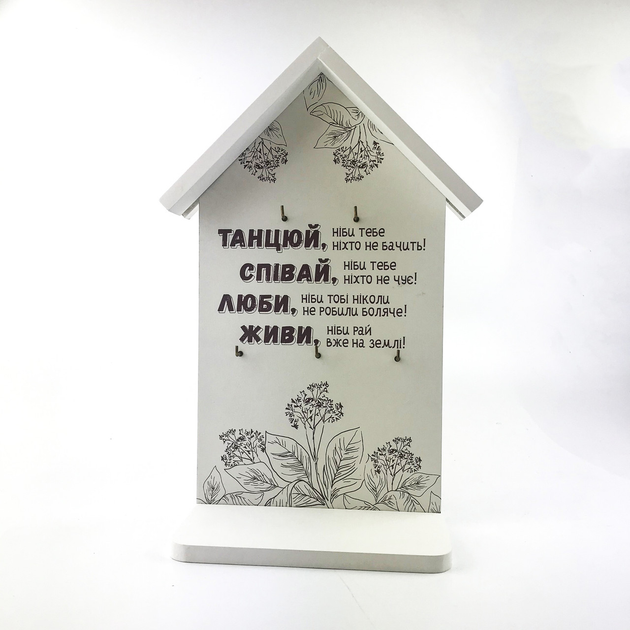 ТАНЦЮЙ, ніби тебе
ніхто не бачить!
СПІВАЙ, ніби тебе
ніхто не чує!
ЛЮБИ, ніби тобі ніколи
не робили боляче!
ЖИВИ, ніби рай
вже на землі!